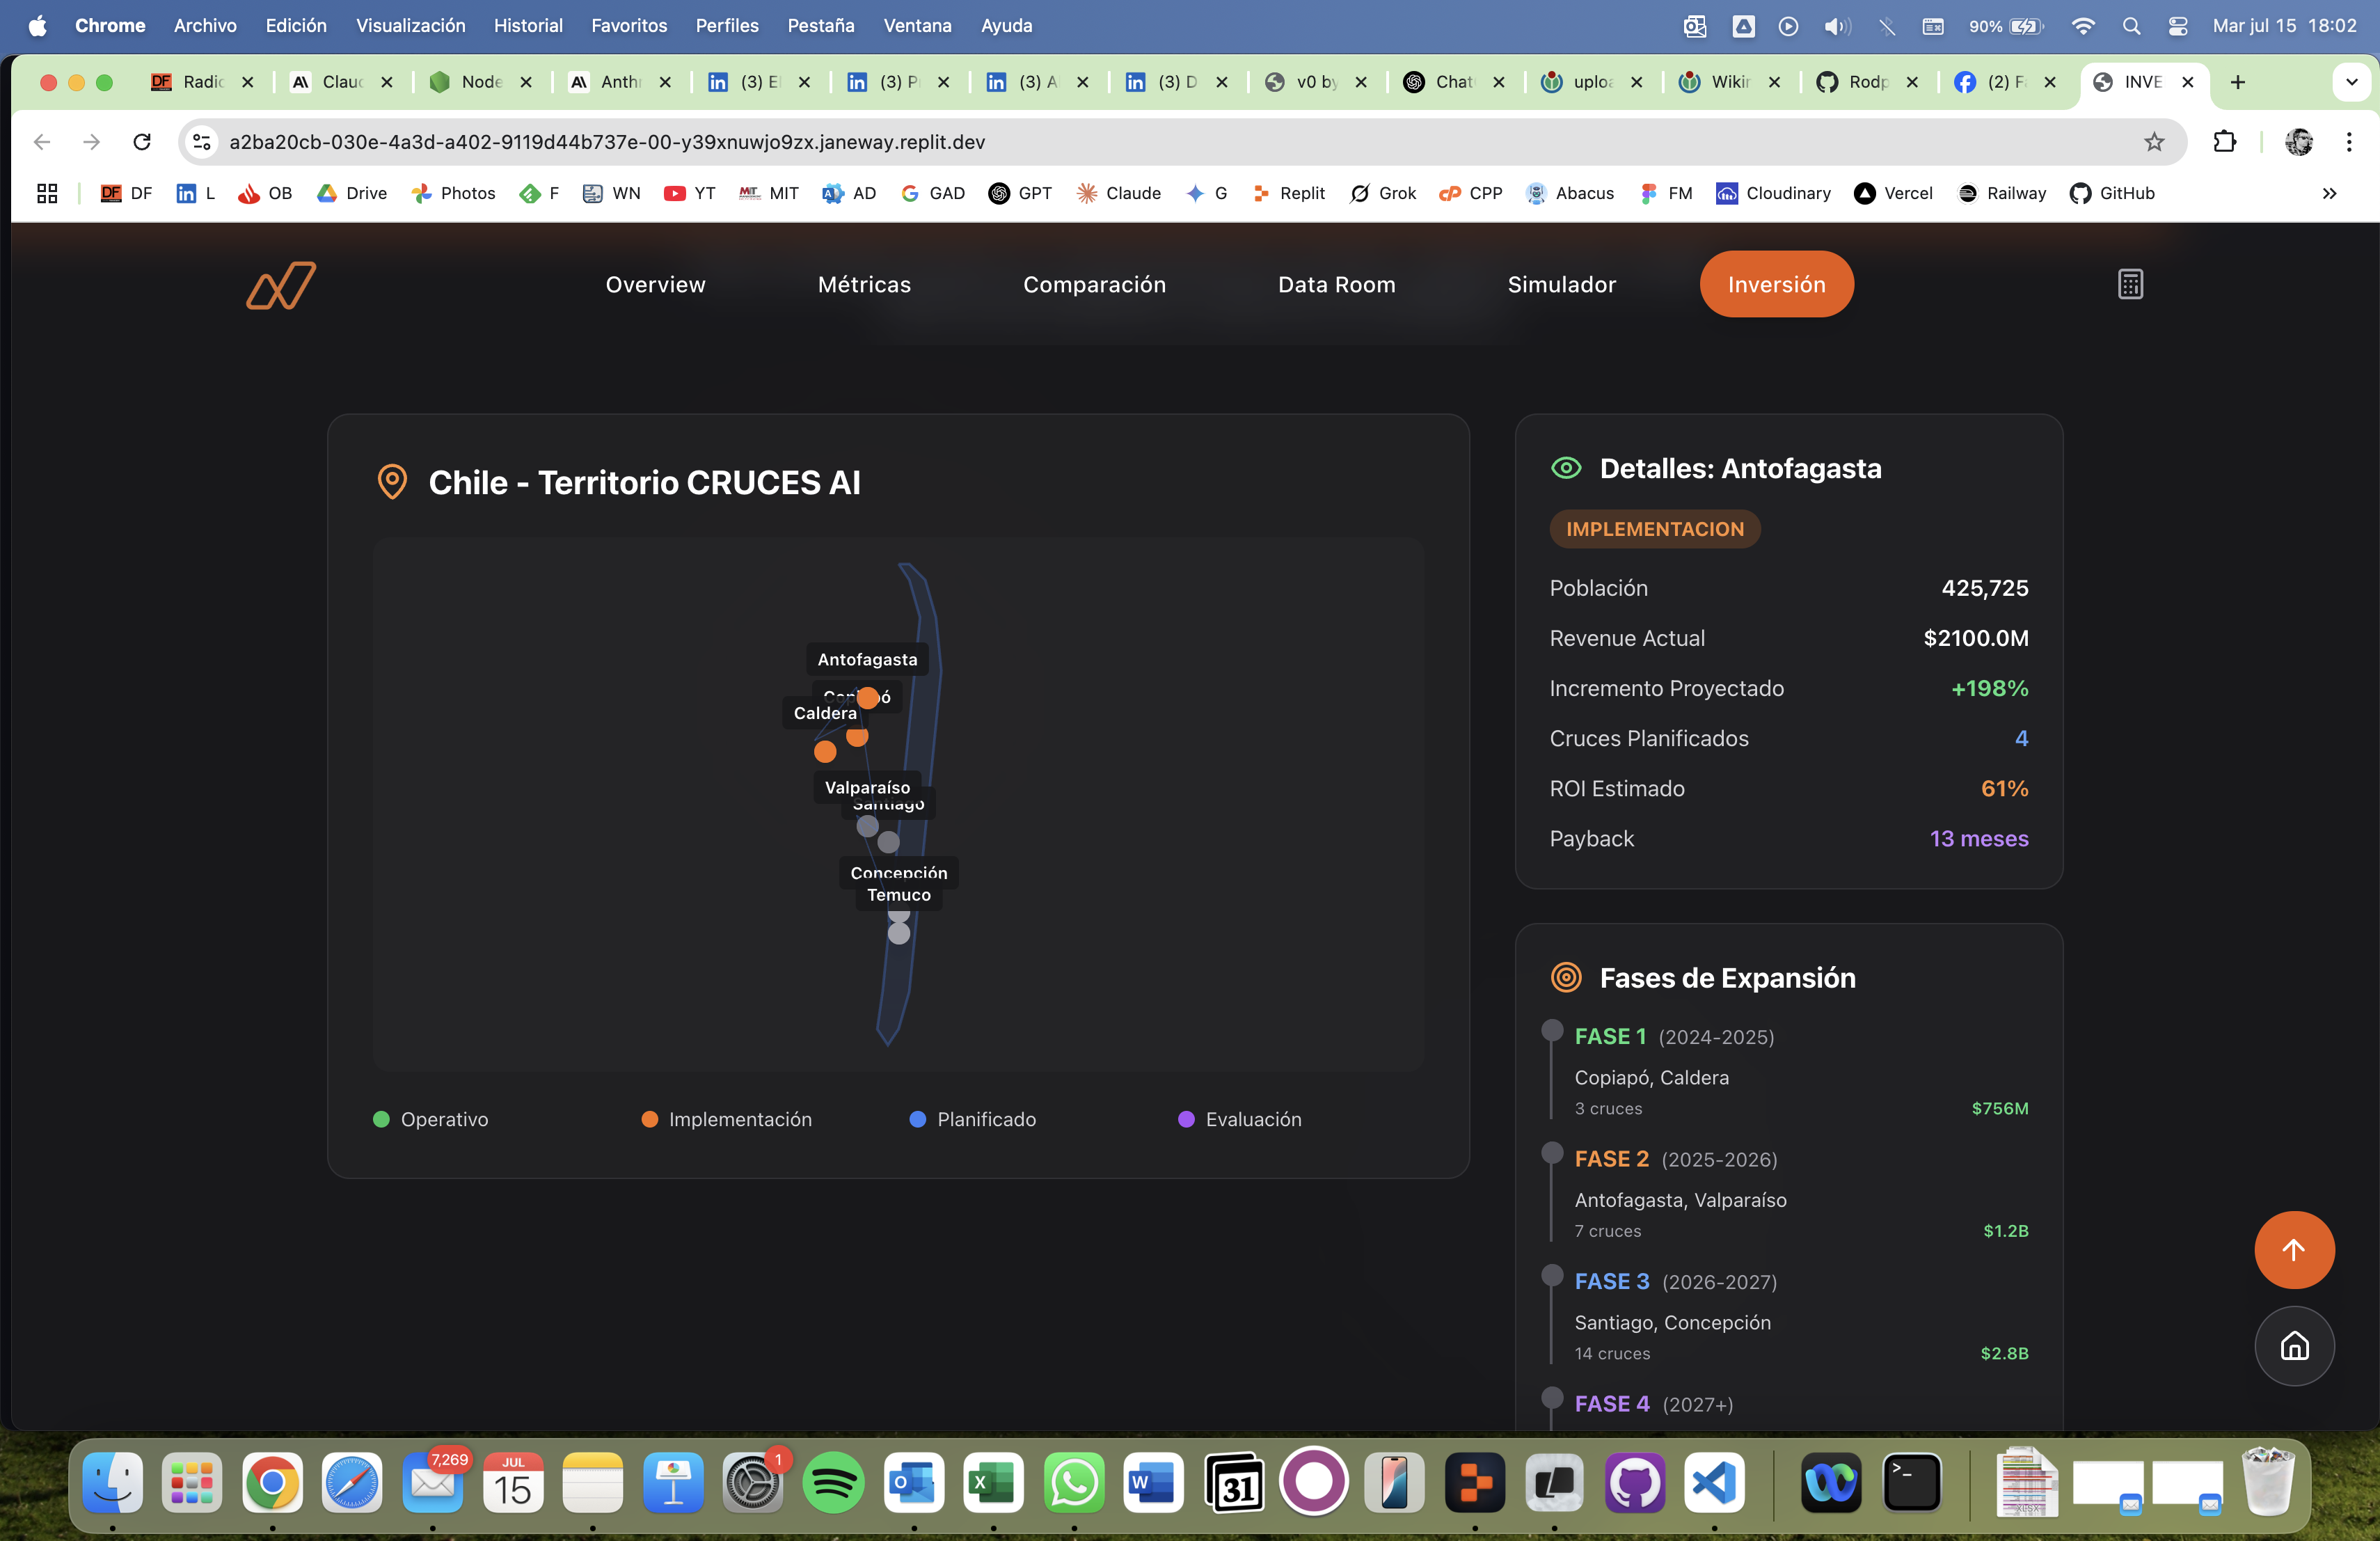 Chrome Archivo Edición Visualización Historial Favoritos Perfiles Pestaña Ventana Ayuda 90% Mar jul 15 18:02
Radic Claud Node Anthr (3) El (3) P (3) A (3) D v0 by Chat uploa Wikin Rodp (2) F INVE
a2ba20cb-030e-4a3d-a402-9119d44b737e-00-y39xnuwjo9zx.janeway.replit.dev
DF L OB Drive Photos F WN YT MIT AD GAD GPT Claude G Replit Grok CPP Abacus FM Cloudinary Vercel Railway GitHub
Overview Métricas Comparación Data Room Simulador Inversión
Chile - Territorio CRUCES AI
Antofagasta
Copiapó
Caldera
Valparaíso
Santiago
Concepción
Temuco
Operativo Implementación Planificado Evaluación
Detalles: Antofagasta
IMPLEMENTACION
Población 425,725
Revenue Actual $2100.0M
Incremento Proyectado +198%
Cruces Planificados 4
ROI Estimado 61%
Payback 13 meses
Fases de Expansión
FASE 1 (2024-2025)
Copiapó, Caldera
3 cruces $756M
FASE 2 (2025-2026)
Antofagasta, Valparaíso
7 cruces $1.2B
FASE 3 (2026-2027)
Santiago, Concepción
14 cruces $2.8B
FASE 4 (2027+)
7,269 JUL 15 1 31